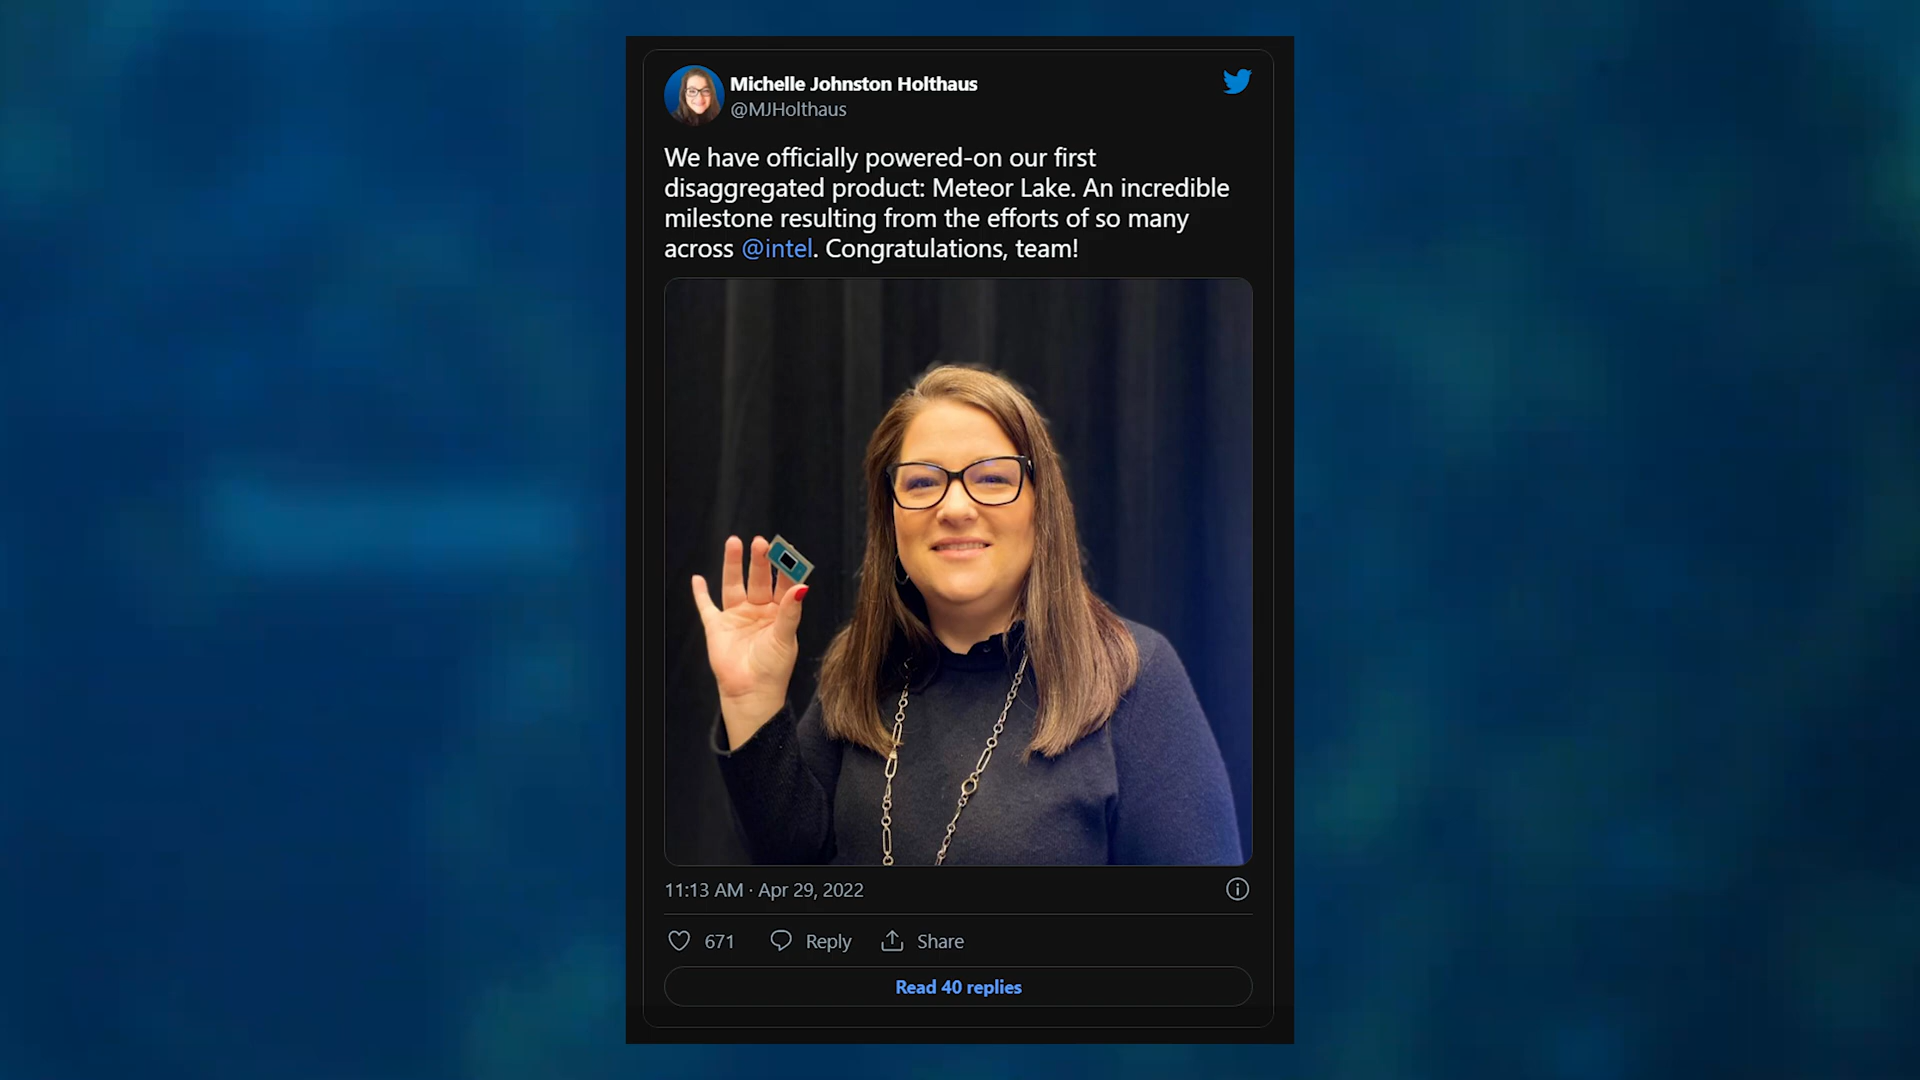 Michelle Johnston Holthaus
@MJHolthaus
We have officially powered-on our first
disaggregated product: Meteor Lake. An incredible
milestone resulting from the efforts of so many
across @intel. Congratulations, team!
11:13 AM · Apr 29, 2022
671 Reply Share
Read 40 replies